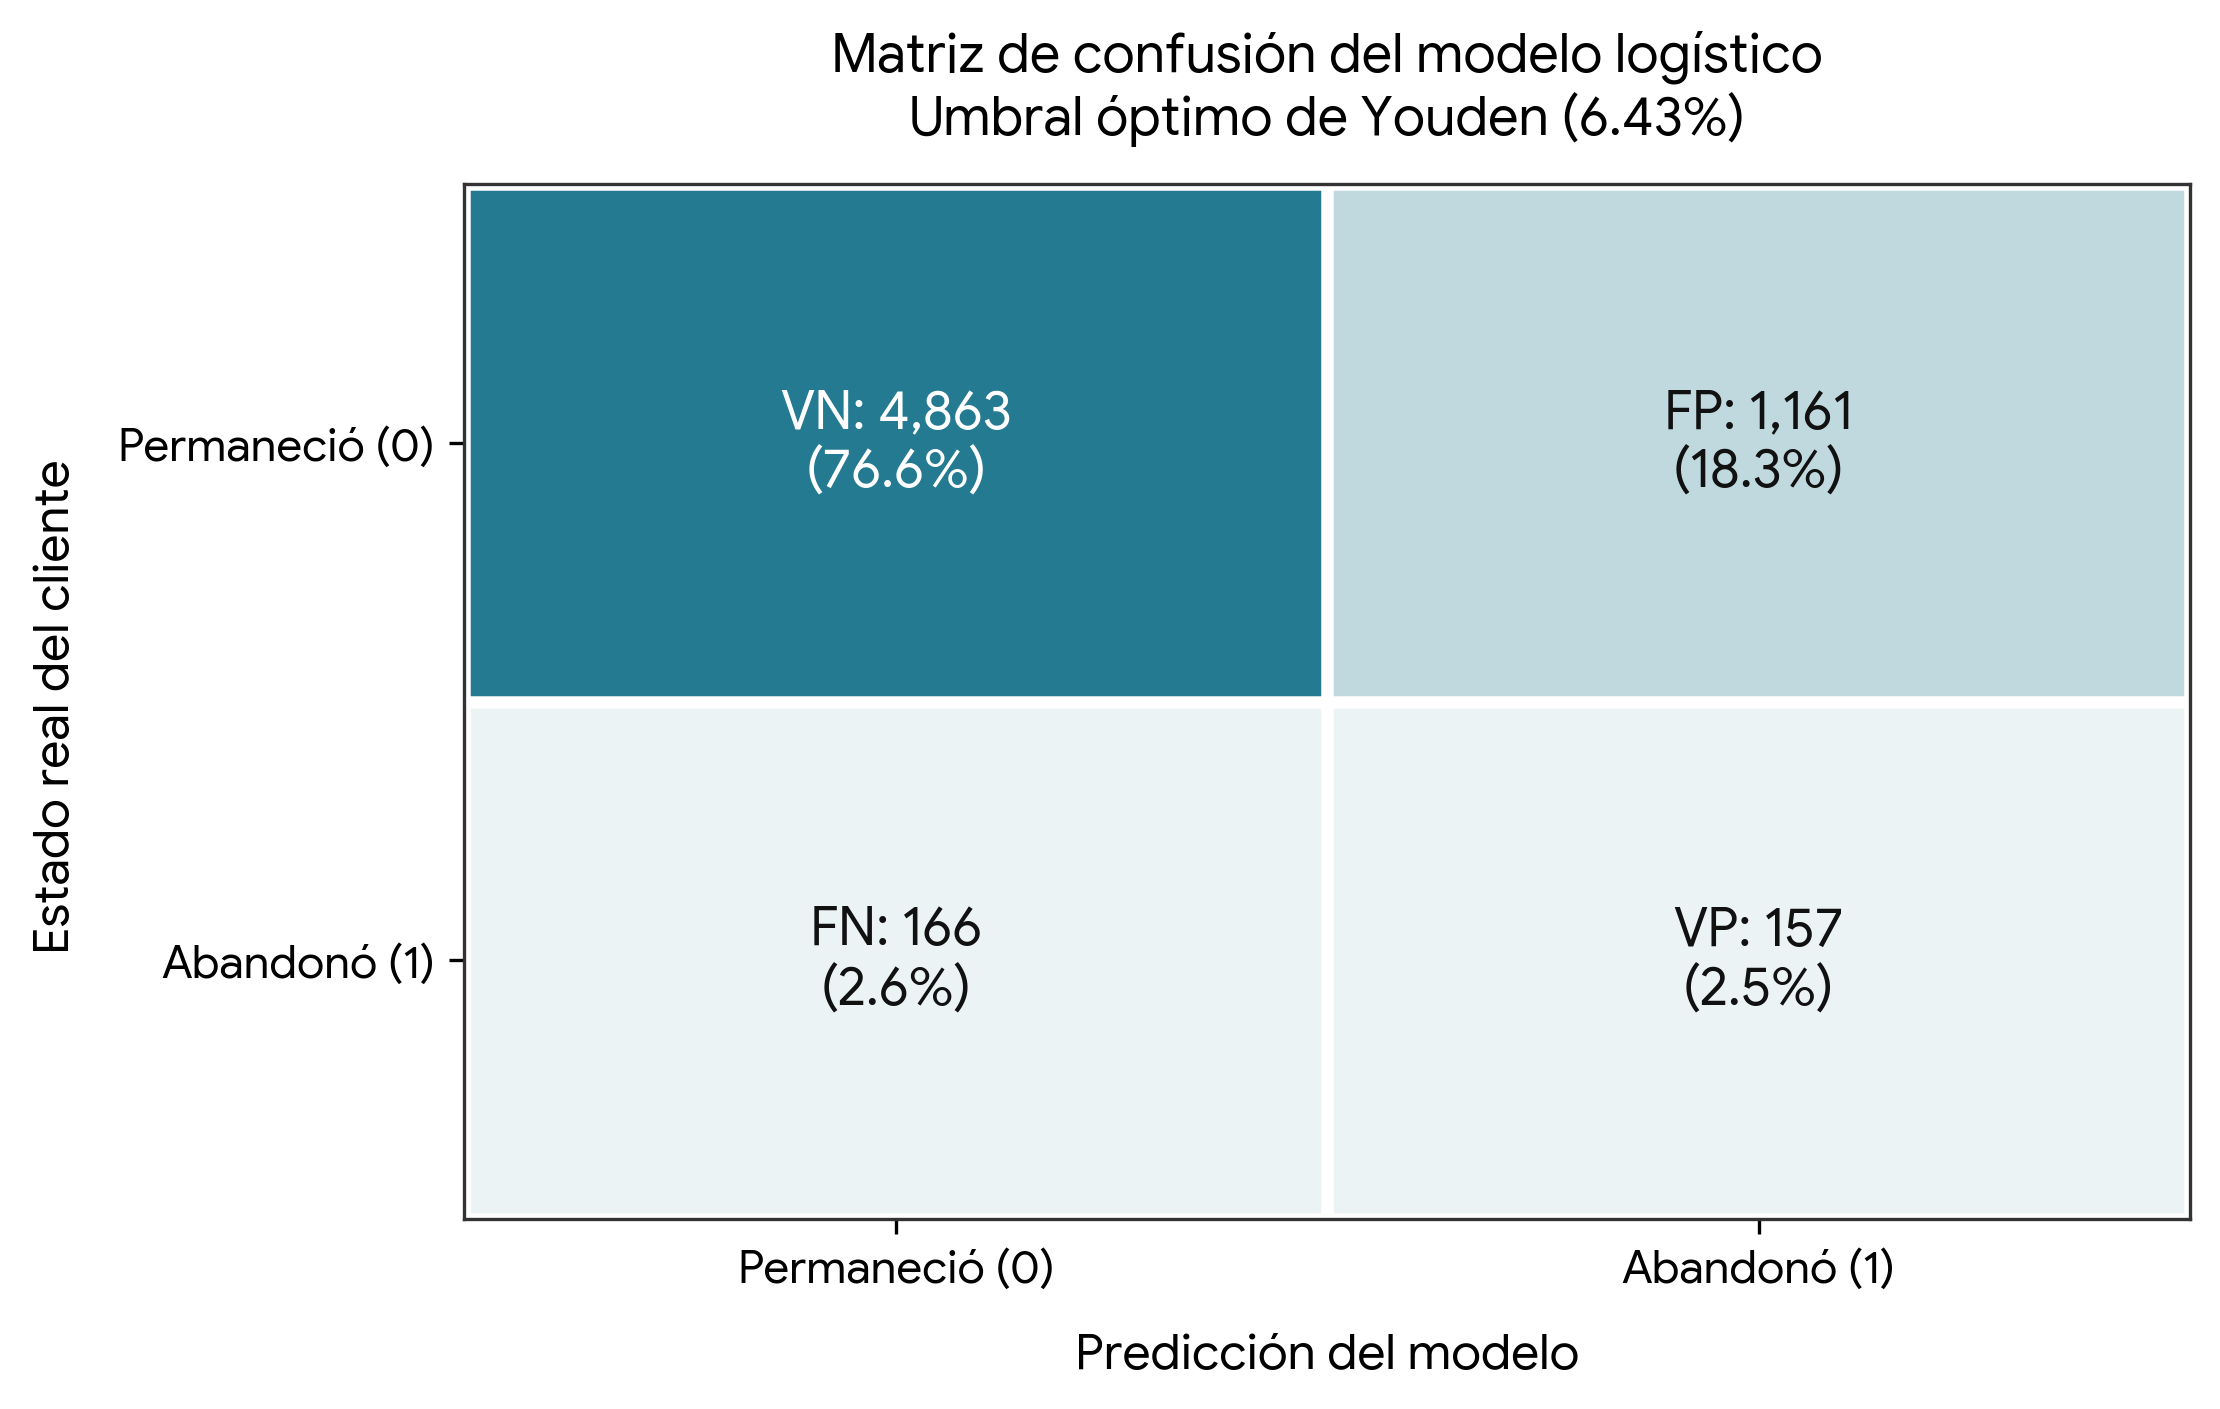 Matriz de confusión del modelo logístico
Umbral óptimo de Youden (6.43%)
Estado real del cliente
Permaneció (0)
VN: 4,863
(76.6%)
FP: 1,161
(18.3%)
Abandonó (1)
FN: 166
(2.6%)
VP: 157
(2.5%)
Permaneció (0)
Abandonó (1)
Predicción del modelo